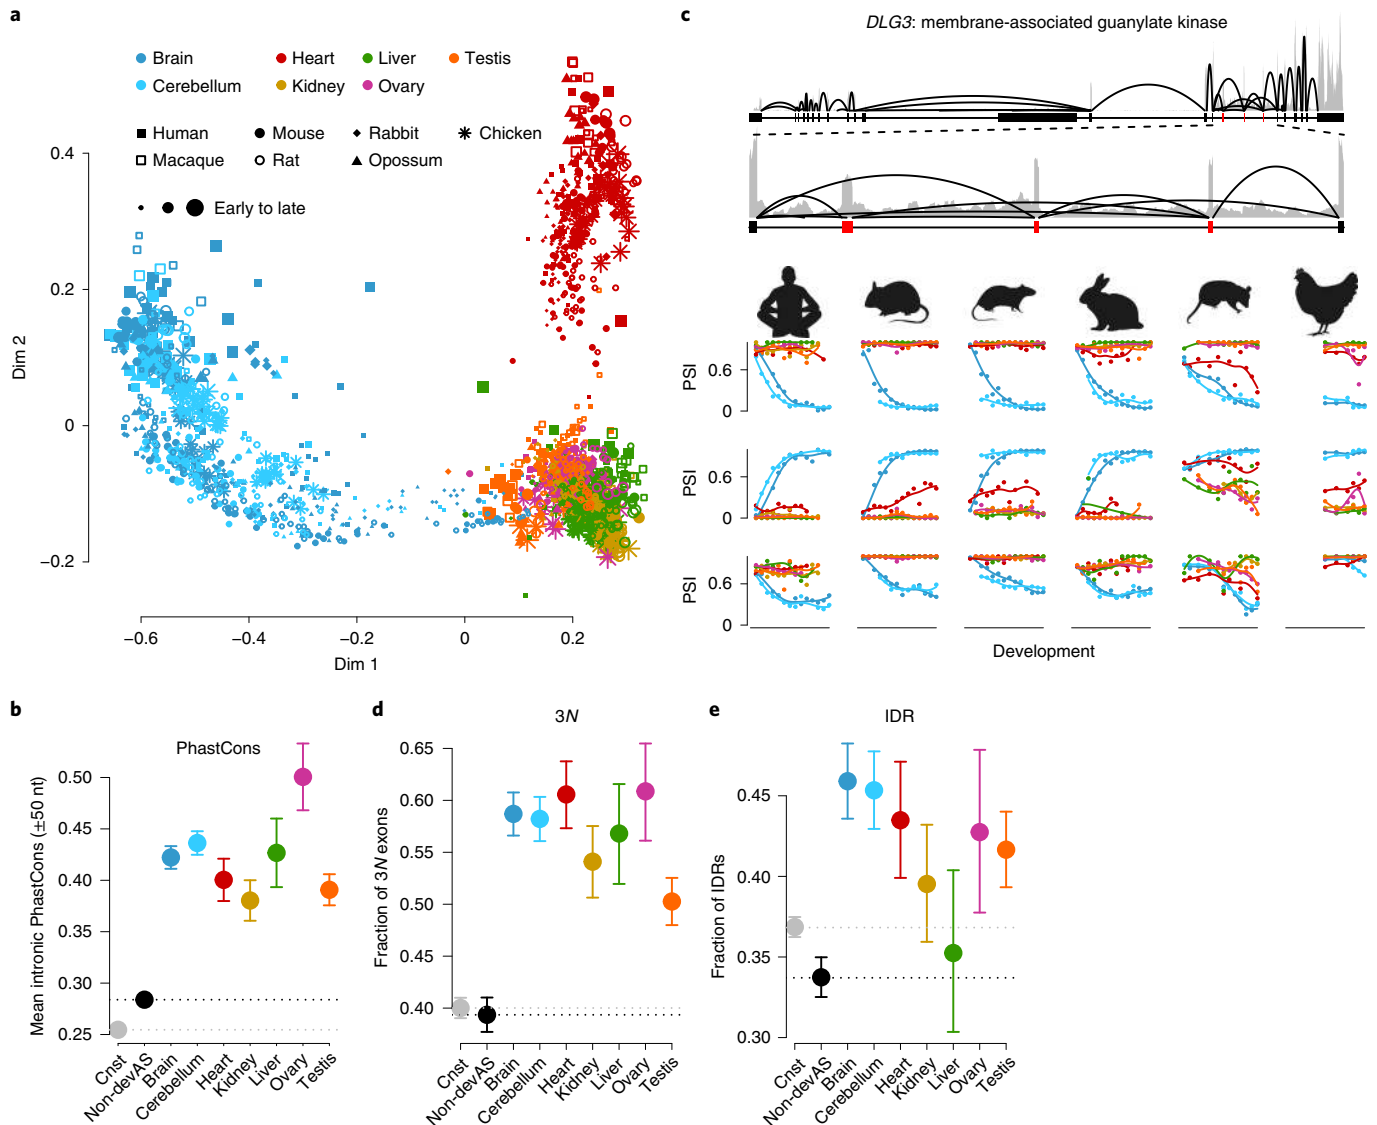 a
Brain
Heart
Liver
Testis
Cerebellum
Kidney
Ovary
Human
Mouse
Rabbit
Chicken
Macaque
Rat
Opossum
Early to late
Dim 2
0.4
0.2
0
−0.2
−0.6
−0.4
−0.2
0
0.2
Dim 1
c
DLG3: membrane-associated guanylate kinase
PSI
0.6
0
PSI
0.6
0
PSI
0.6
0
Development
b
PhastCons
Mean intronic PhastCons (±50 nt)
0.50
0.45
0.40
0.35
0.30
0.25
Cnst
Non-devAS
Brain
Cerebellum
Heart
Kidney
Liver
Ovary
Testis
d
3N
Fraction of 3N exons
0.65
0.60
0.55
0.50
0.45
0.40
Cnst
Non-devAS
Brain
Cerebellum
Heart
Kidney
Liver
Ovary
Testis
e
IDR
Fraction of IDRs
0.45
0.40
0.35
0.30
Cnst
Non-devAS
Brain
Cerebellum
Heart
Kidney
Liver
Ovary
Testis